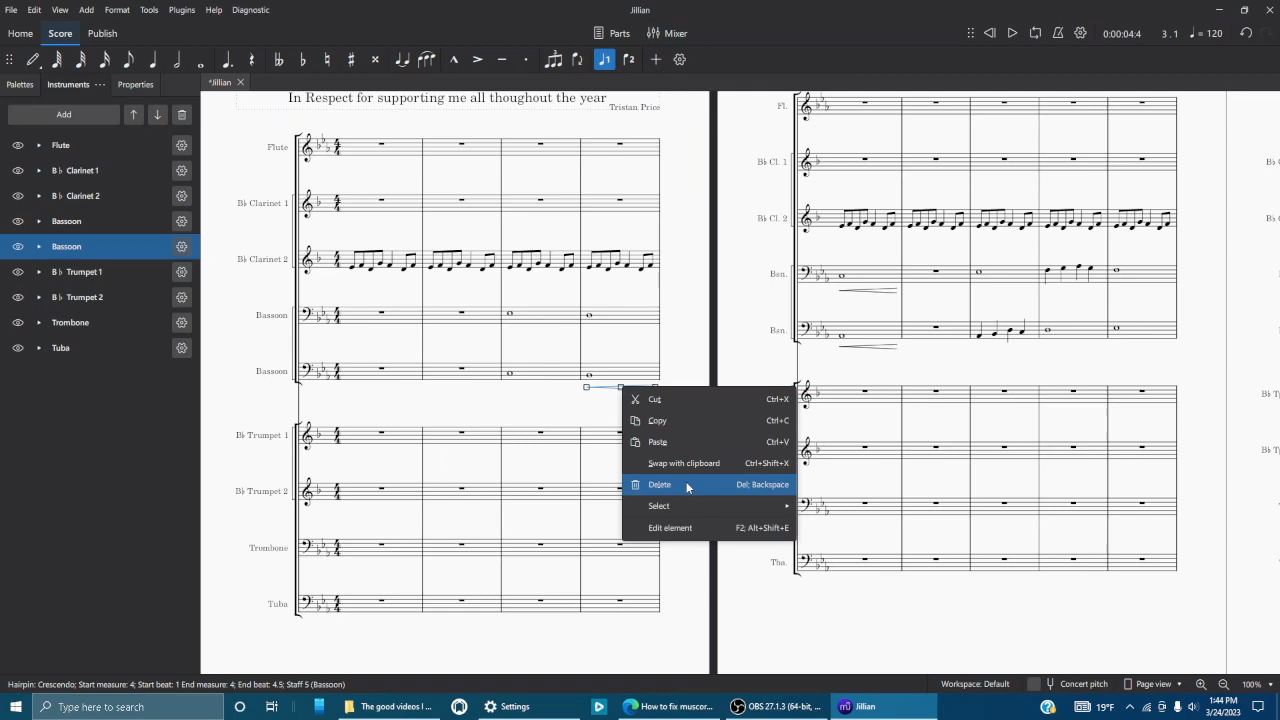 File Edit View Add Format Tools Plugins Help Diagnostic
Jillian
Home Score Publish
Parts Mixer
0:00:04:4 3 . 1 = 120
Palettes Instruments Properties
*Jillian
Add
Flute
B♭ Clarinet 1
B♭ Clarinet 2
Bassoon
Bassoon
B♭ Trumpet 1
B♭ Trumpet 2
Trombone
Tuba
In Respect for supporting me all thoughout the year
Tristan Price
Flute
B♭ Clarinet 1
B♭ Clarinet 2
Bassoon
Bassoon
B♭ Trumpet 1
B♭ Trumpet 2
Trombone
Tuba
Fl.
B♭ Cl. 1
B♭ Cl. 2
Bsn.
Bsn.
Tba.
Cut Ctrl+X
Copy Ctrl+C
Paste Ctrl+V
Swap with clipboard Ctrl+Shift+X
Delete Del; Backspace
Select
Edit element F2; Alt+Shift+E
B♭ C
B♭ C
B♭ T
B♭ T
Hairpin: Crescendo; Start measure: 4; Start beat: 1 End measure: 4; End beat: 4.5; Staff 5 (Bassoon)
Workspace: Default Concert pitch Page view 100%
Type here to search
The good videos I ...
Settings
How to fix muscor...
OBS 27.1.3 (64-bit, ...
Jillian
19°F
1:44 PM
3/24/2023